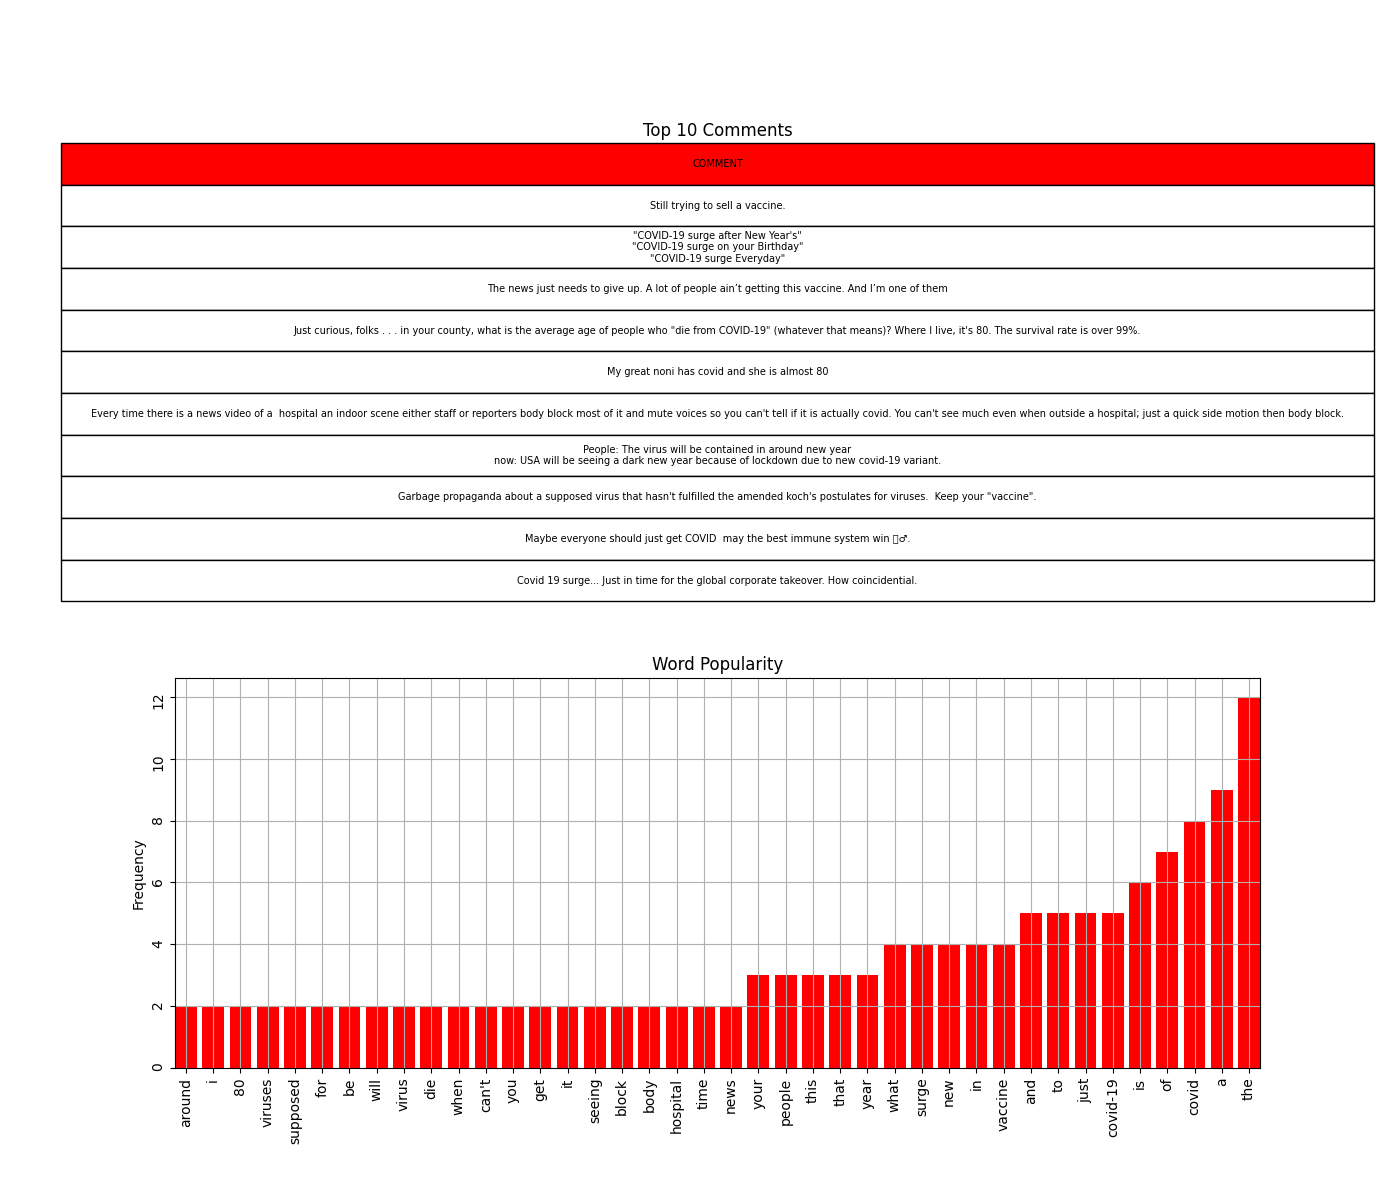 Top 10 Comments
COMMENT
Still trying to sell a vaccine.
"COVID-19 surge after New Year's"
"COVID-19 surge on your Birthday"
"COVID-19 surge Everyday"
The news just needs to give up. A lot of people ain’t getting this vaccine. And I’m one of them
Just curious, folks . . . in your county, what is the average age of people who "die from COVID-19" (whatever that means)? Where I live, it's 80. The survival rate is over 99%.
My great noni has covid and she is almost 80
Every time there is a news video of a  hospital an indoor scene either staff or reporters body block most of it and mute voices so you can't tell if it is actually covid. You can't see much even when outside a hospital; just a quick side motion then body block.
People: The virus will be contained in around new year
now: USA will be seeing a dark new year because of lockdown due to new covid-19 variant.
Garbage propaganda about a supposed virus that hasn't fulfilled the amended koch's postulates for viruses.  Keep your "vaccine".
Maybe everyone should just get COVID  may the best immune system win ▯♂.
Covid 19 surge... Just in time for the global corporate takeover. How coincidental.
Word Popularity
12
10
8
6
4
2
0
Frequency
around
i
80
viruses
supposed
for
be
will
virus
die
when
can't
you
get
it
seeing
block
body
hospital
time
news
your
people
this
that
year
what
surge
new
in
vaccine
and
to
just
covid-19
is
of
covid
a
the